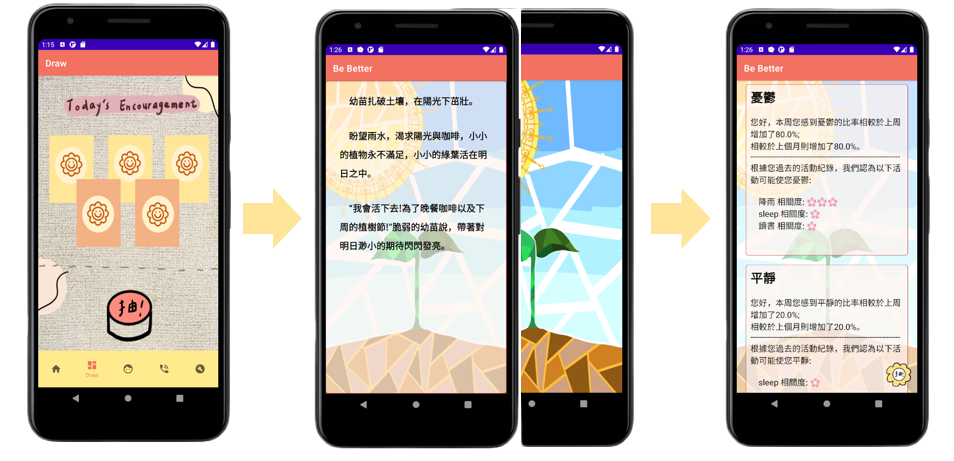 1:15
Draw
Today's Encouragement
抽!
Draw
1:26
Be Better
幼苗扎破土壤，在陽光下茁壯。
盼望雨水，渴求陽光與咖啡，小小
的植物永不滿足，小小的綠葉活在明
日之中。
"我會活下去!為了晚餐咖啡以及下
周的植樹節!"脆弱的幼苗說，帶著對
明日渺小的期待閃閃發亮。
1:26
Be Better
憂鬱
您好，本周您感到憂鬱的比率相較於上周
增加了80.0%;
相較於上個月則增加了80.0%。
根據您過去的活動紀錄，我們認為以下活
動可能使您憂鬱:
降雨 相關度:
sleep 相關度:
讀書 相關度:
平靜
您好，本周您感到平靜的比率相較於上周
增加了20.0%;
相較於上個月則增加了20.0%。
根據您過去的活動紀錄，我們認為以下活
動可能使您平靜:
sleep 相關度:
抽!